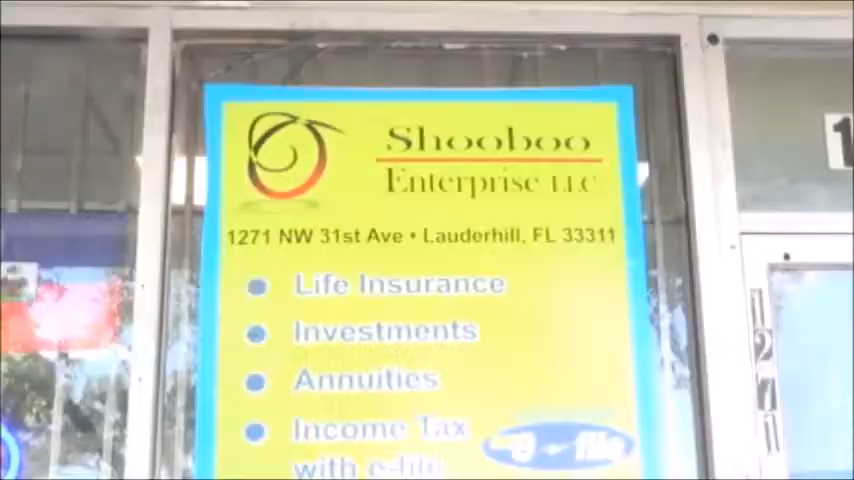 Shooboo
Enterprise LLC
1271 NW 31st Ave • Lauderhill, FL 33311
• Life Insurance
• Investments
• Annuities
• Income Tax
with e-file
1
1271